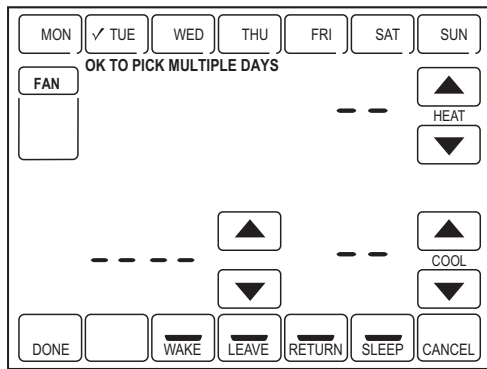 MON ✓ TUE WED THU FRI SAT SUN
OK TO PICK MULTIPLE DAYS
FAN
-- --
HEAT
-- -- -- --
-- --
COOL
DONE WAKE LEAVE RETURN SLEEP CANCEL